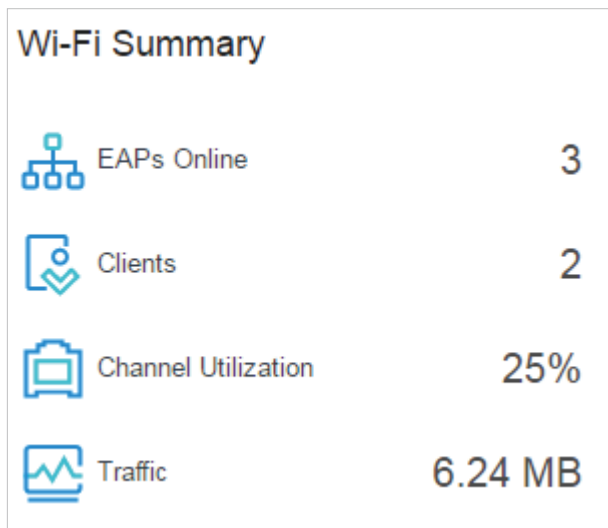 Wi-Fi Summary
EAPs Online 3
Clients 2
Channel Utilization 25%
Traffic 6.24 MB